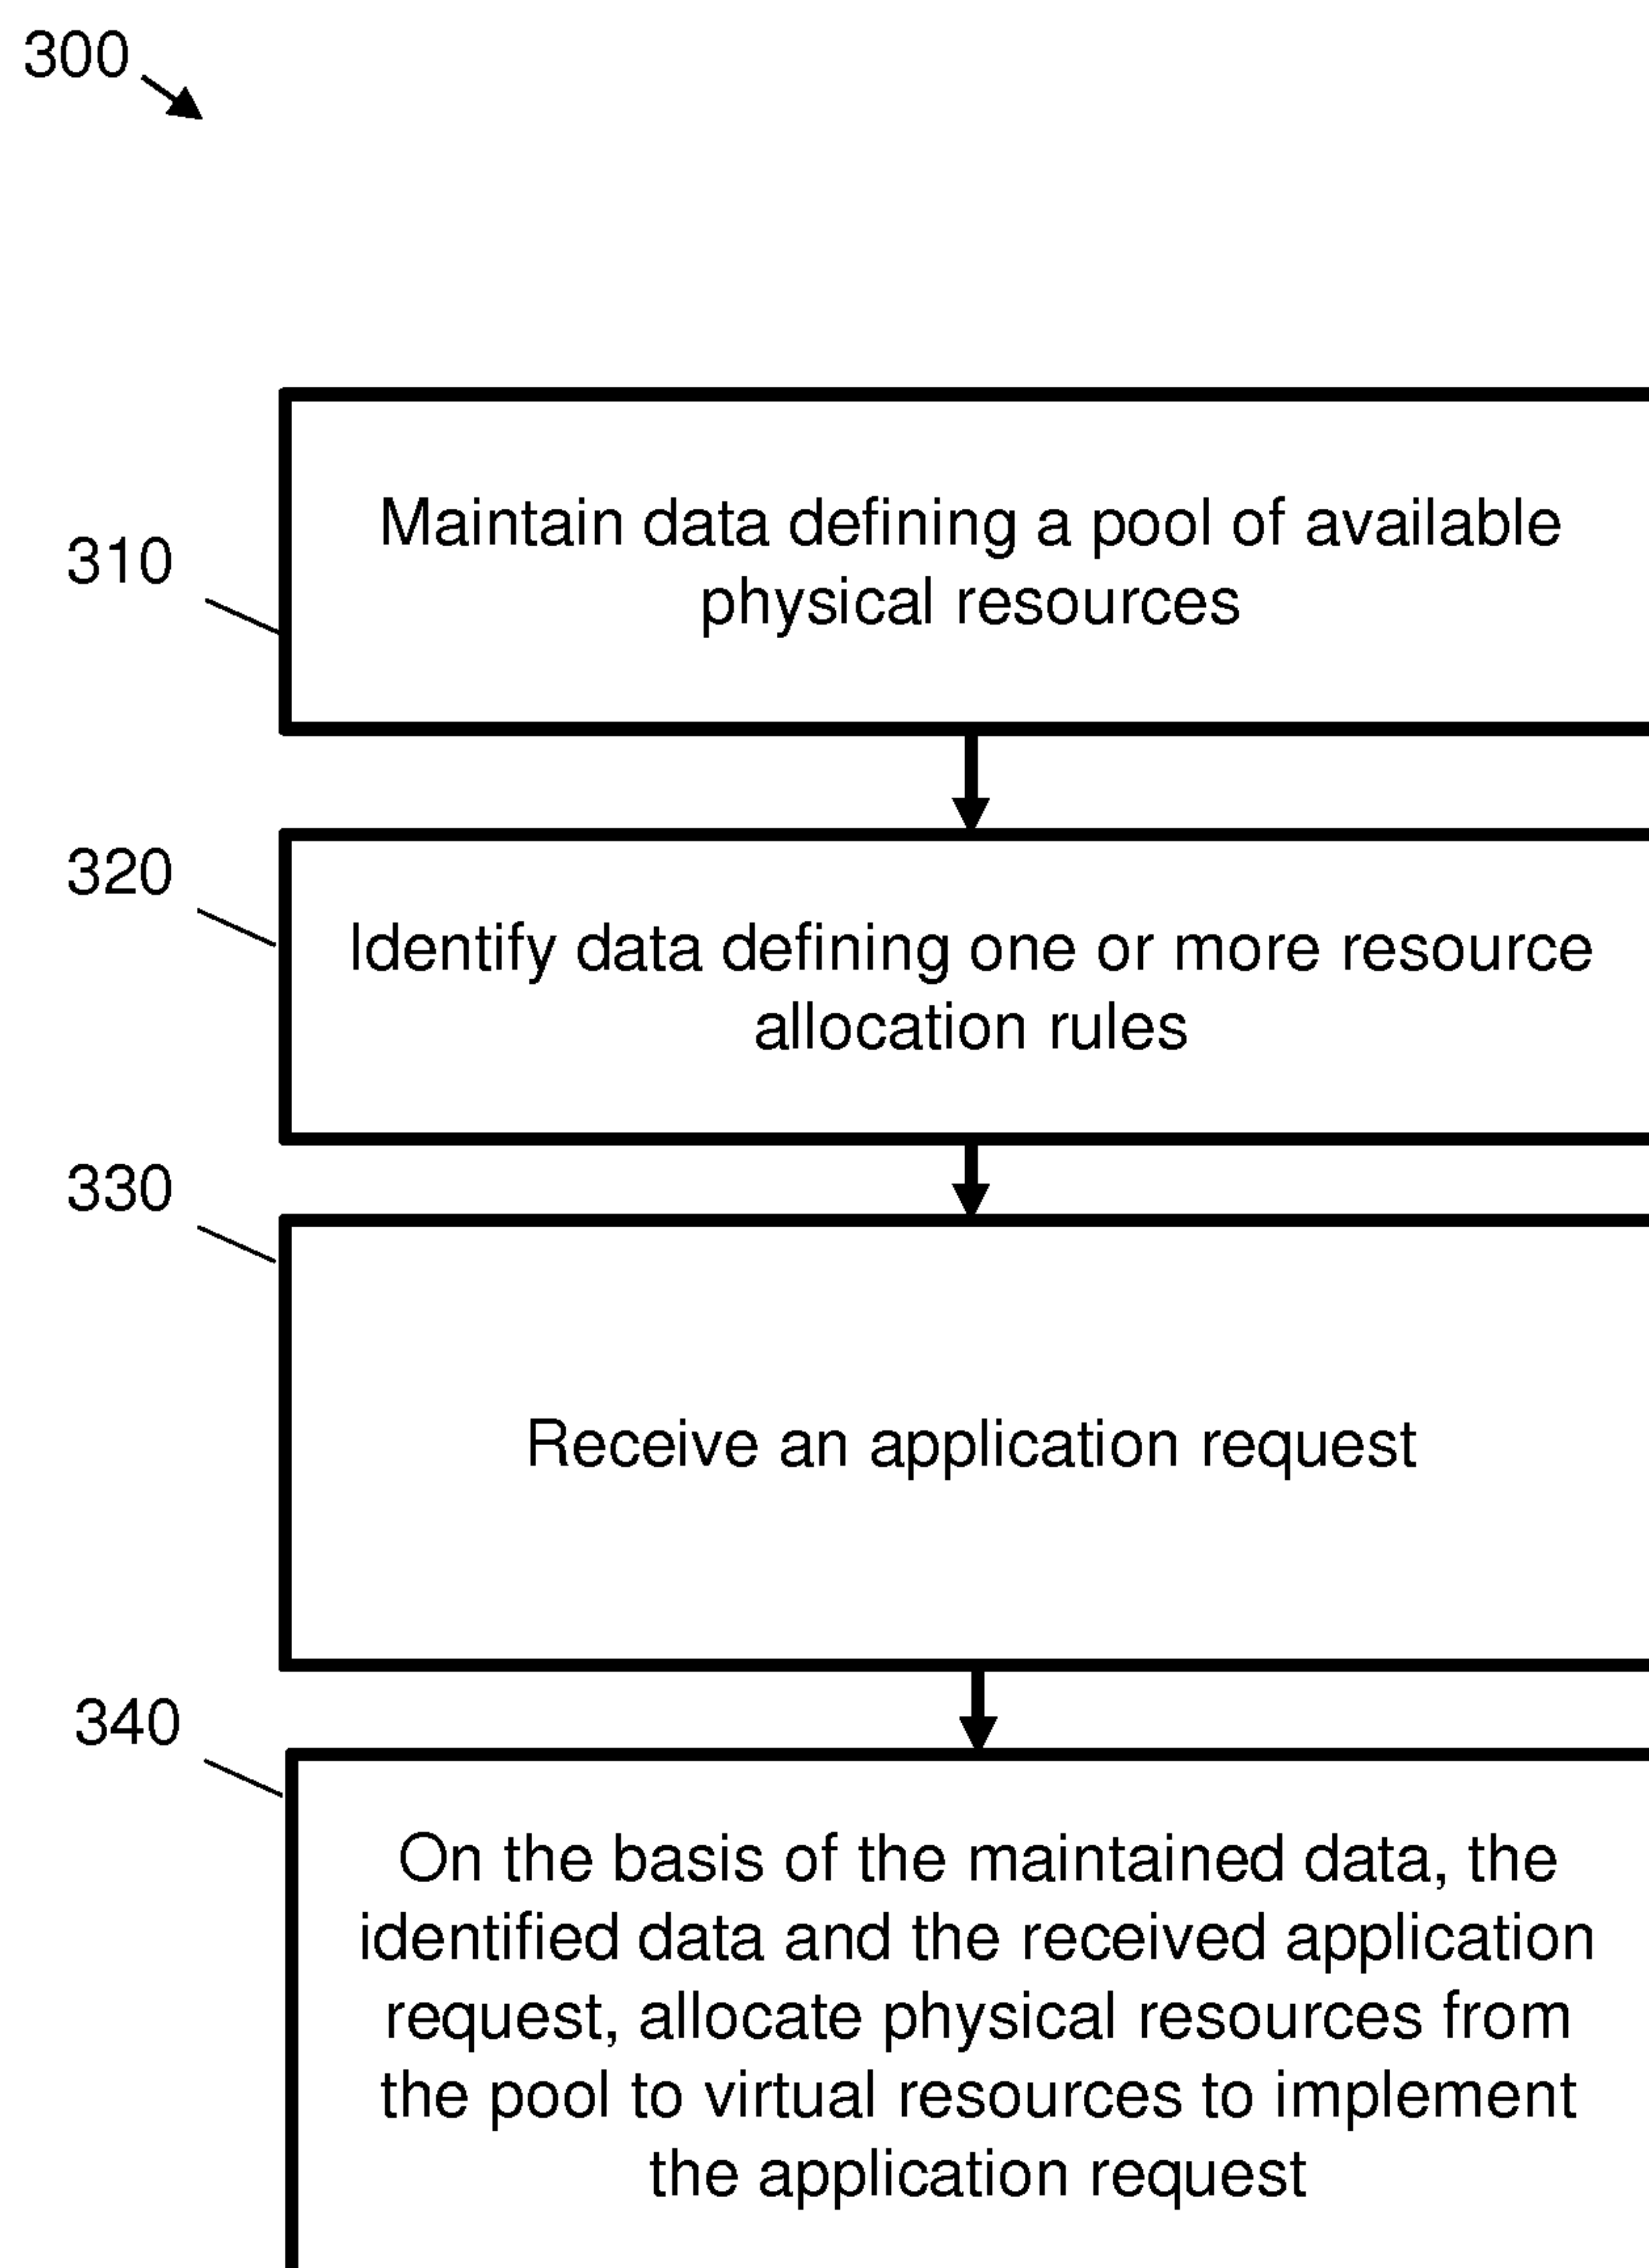 300
310
Maintain data defining a pool of available
physical resources
320
Identify data defining one or more resource
allocation rules
330
Receive an application request
340
On the basis of the maintained data, the
identified data and the received application
request, allocate physical resources from
the pool to virtual resources to implement
the application request